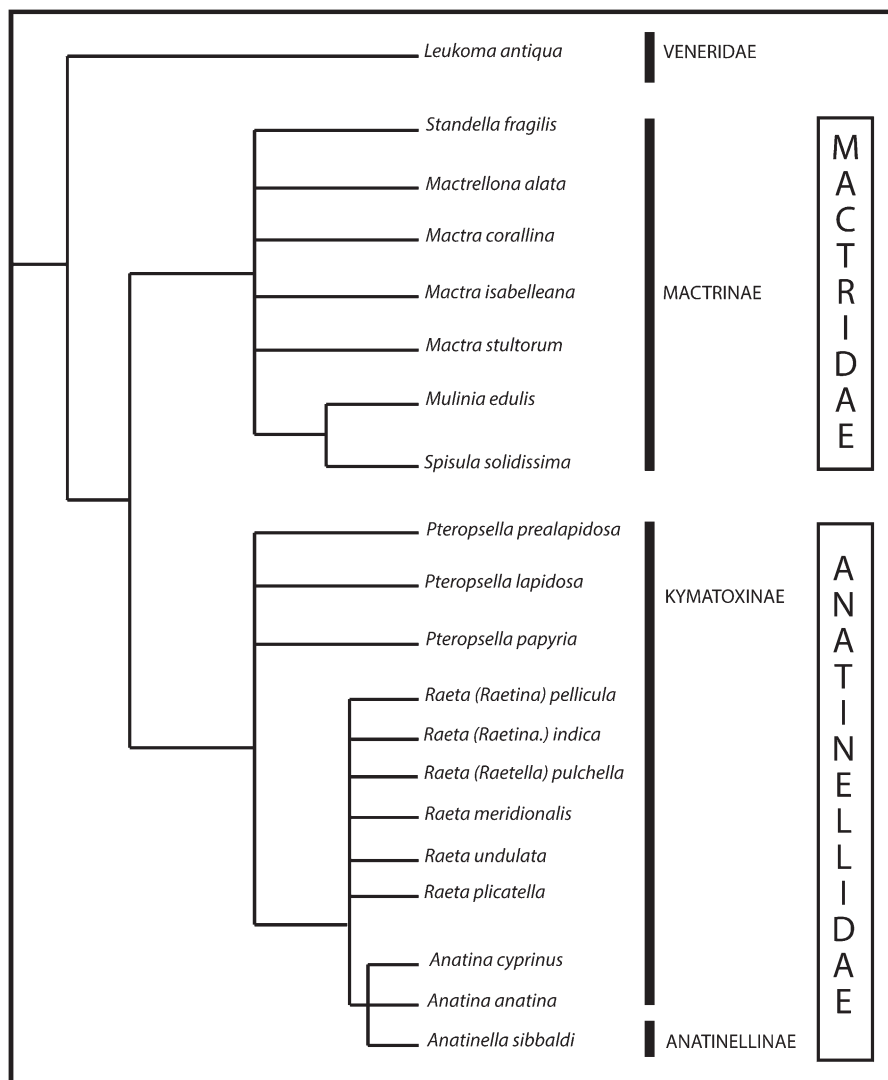 Leukoma antiqua
VENERIDAE
Standella fragilis
Mactrellona alata
Mactra corallina
Mactra isabelleana
Mactra stultorum
Mulinia edulis
Spisula solidissima
MACTRINAE
MACTRIDAE
Pteropsella prealapidosa
Pteropsella lapidosa
Pteropsella papyria
Raeta (Raetina) pellicula
Raeta (Raetina.) indica
Raeta (Raetella) pulchella
Raeta meridionalis
Raeta undulata
Raeta plicatella
Anatina cyprinus
Anatina anatina
KYMATOXINAE
Anatinella sibbaldi
ANATINELLINAE
ANATINELLIDAE